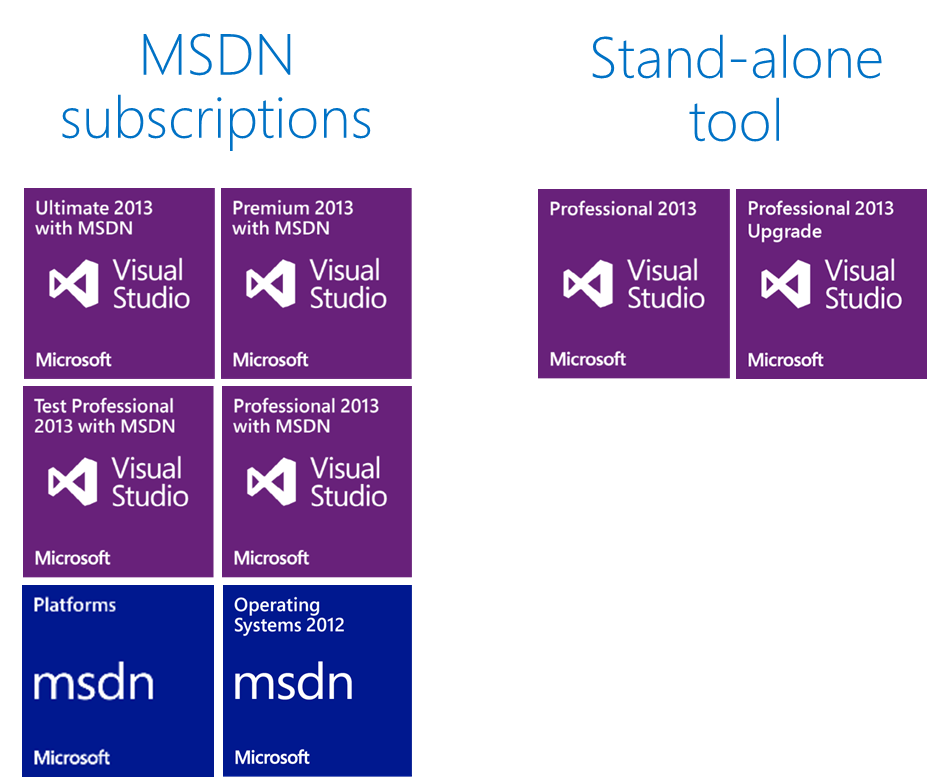 MSDN
subscriptions
Ultimate 2013
with MSDN
Visual
Studio
Microsoft
Premium 2013
with MSDN
Visual
Studio
Microsoft
Test Professional
2013 with MSDN
Visual
Studio
Microsoft
Professional 2013
with MSDN
Visual
Studio
Microsoft
Platforms
msdn
Microsoft
Operating
Systems 2012
msdn
Microsoft
Stand-alone
tool
Professional 2013
Visual
Studio
Microsoft
Professional 2013
Upgrade
Visual
Studio
Microsoft